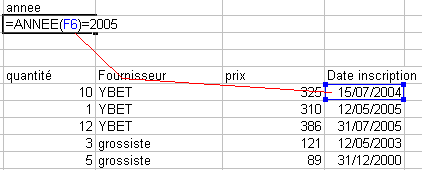 annee
=ANNEE(F6)=2005
quantité Fournisseur prix Date inscription
10 YBET 325 15/07/2004
1 YBET 310 12/05/2005
12 YBET 386 31/07/2005
3 grossiste 121 12/05/2003
5 grossiste 89 31/12/2000